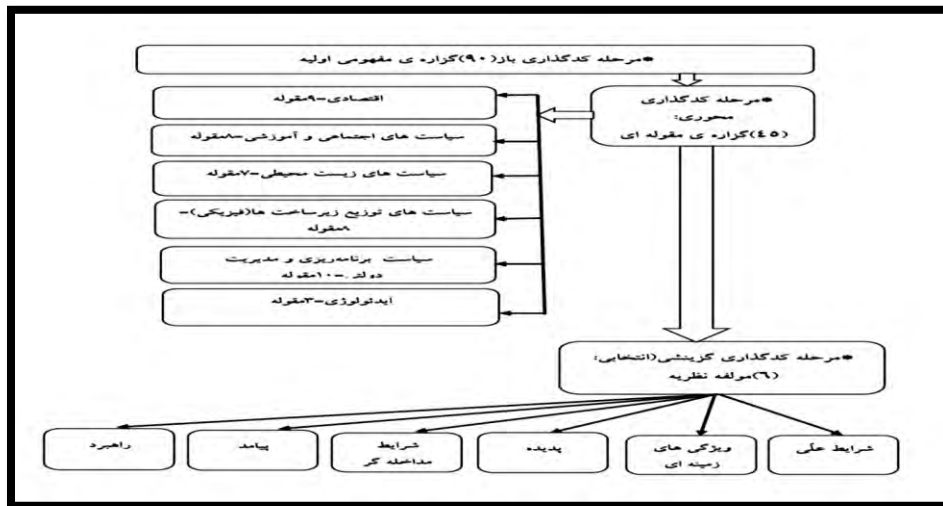 *مرحله کدگذاری باز(۹۰)گزاره ی مفهومی اولیه
*مرحله کدگذاری
محوری:
(٤٥)گزاره ی مقوله ای
اقتصادی-۹مقوله
سیاست های اجتماعی و آموزشی-۸مقوله
سیاست های زیست محیطی-۷مقوله
سیاست های توزیع زیرساخت ها(فیزیکی)-
۸مقوله
سیاست برنامه‌ریزی و مدیریت
-۱۰مقوله
ایدئولوژی-۳مقوله
*مرحله کدگذاری گزینشی(انتخابی:
(٦)مولفه نظریه
شرایط علّی
ویژگی های
زمینه ای
پدیده
شرایط
مداخله گر
پیامد
راهبرد